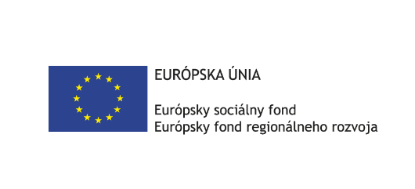 EURÓPSKA ÚNIA
Európsky sociálny fond
Európsky fond regionálneho rozvoja